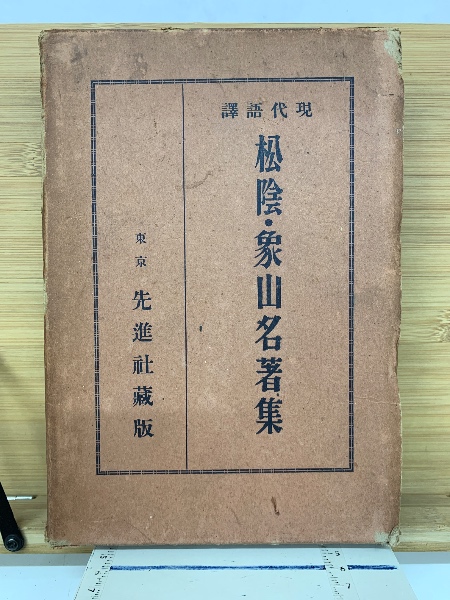 現代語譯
松陰・象山名著集
東京 先進社藏版